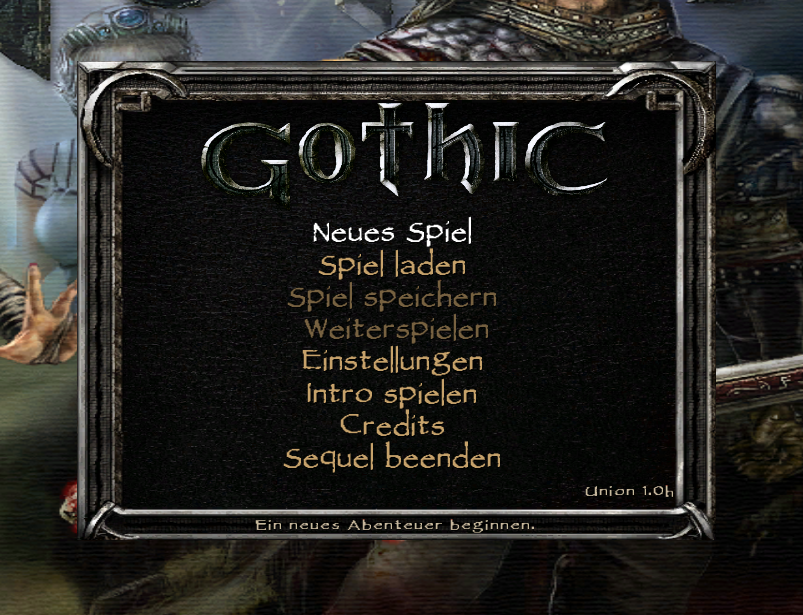 Gothic
Neues Spiel
Spiel laden
Spiel speichern
Weiterspielen
Einstellungen
Intro spielen
Credits
Sequel beenden
Union 1.0h
Ein neues Abenteuer beginnen.